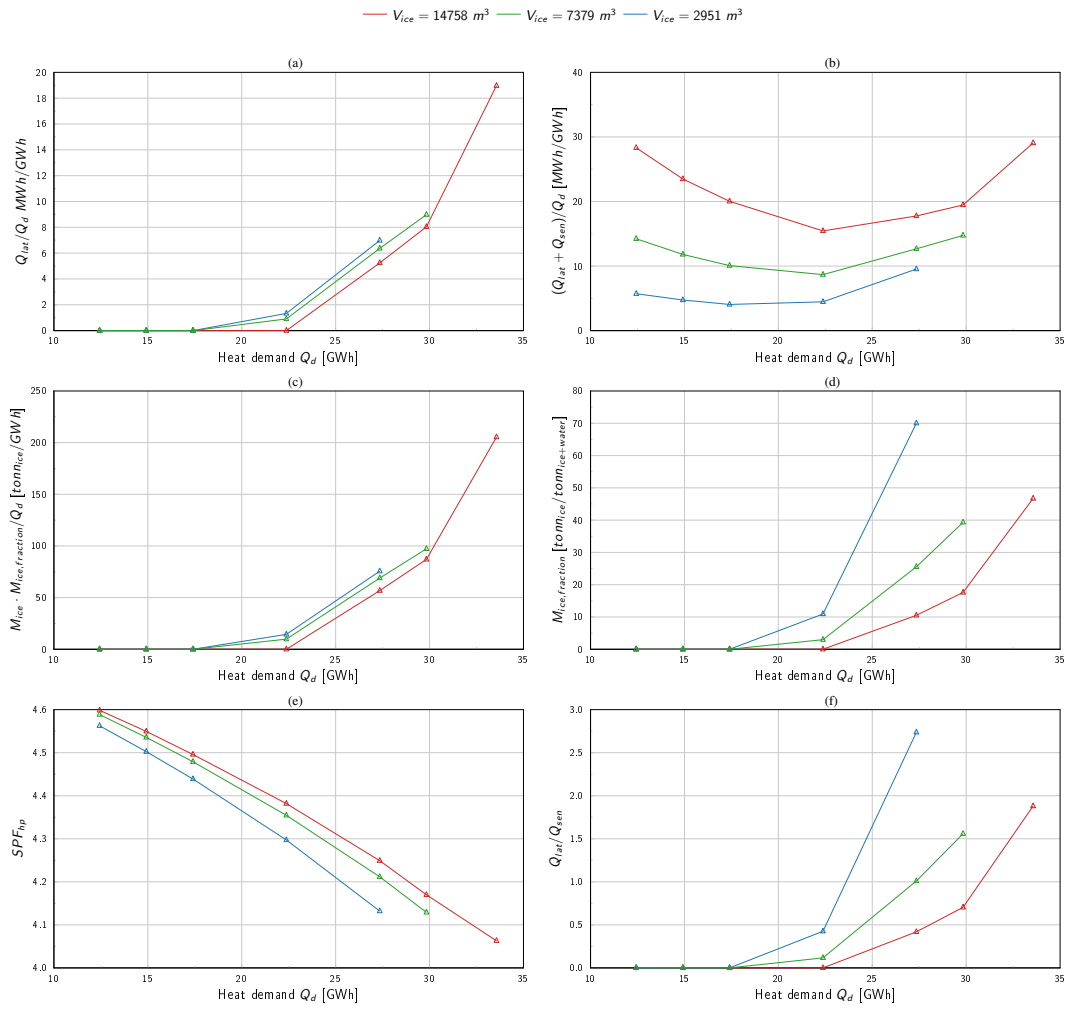 V_ice = 14758 m³ V_ice = 7379 m³ V_ice = 2951 m³
(a)
Q_lat/Q_d MWh/GWh
20
18
16
14
12
10
8
6
4
2
0
10 15 20 25 30 35
Heat demand Q_d [GWh]
(b)
(Q_lat + Q_sen)/Q_d [MWh/GWh]
40
30
20
10
0
10 15 20 25 30 35
Heat demand Q_d [GWh]
(c)
M_ice · M_ice,fraction/Q_d [tonn_ice/GWh]
250
200
150
100
50
0
10 15 20 25 30 35
Heat demand Q_d [GWh]
(d)
M_ice,fraction [tonn_ice/tonn_ice+water]
80
70
60
50
40
30
20
10
0
10 15 20 25 30 35
Heat demand Q_d [GWh]
(e)
SPF_hp
4.6
4.5
4.4
4.3
4.2
4.1
4.0
10 15 20 25 30 35
Heat demand Q_d [GWh]
(f)
Q_lat/Q_sen
3.0
2.5
2.0
1.5
1.0
0.5
0.0
10 15 20 25 30 35
Heat demand Q_d [GWh]